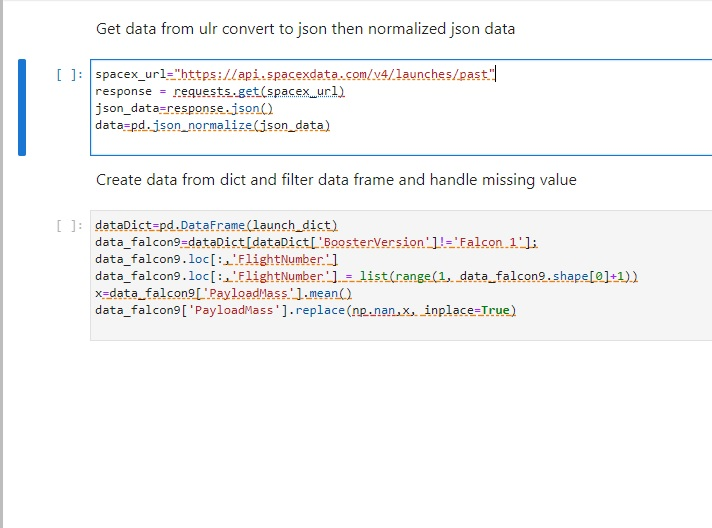 Get data from ulr convert to json then normalized json data
[ ]: spacex_url="https://api.spacexdata.com/v4/launches/past"
response = requests.get(spacex_url)
json_data=response.json()
data=pd.json_normalize(json_data)
Create data from dict and filter data frame and handle missing value
[ ]: dataDict=pd.DataFrame(launch_dict)
data_falcon9=dataDict[dataDict['BoosterVersion']!='Falcon 1'];
data_falcon9.loc[:,'FlightNumber']
data_falcon9.loc[:,'FlightNumber'] = list(range(1, data_falcon9.shape[0]+1))
x=data_falcon9['PayloadMass'].mean()
data_falcon9['PayloadMass'].replace(np.nan,x, inplace=True)